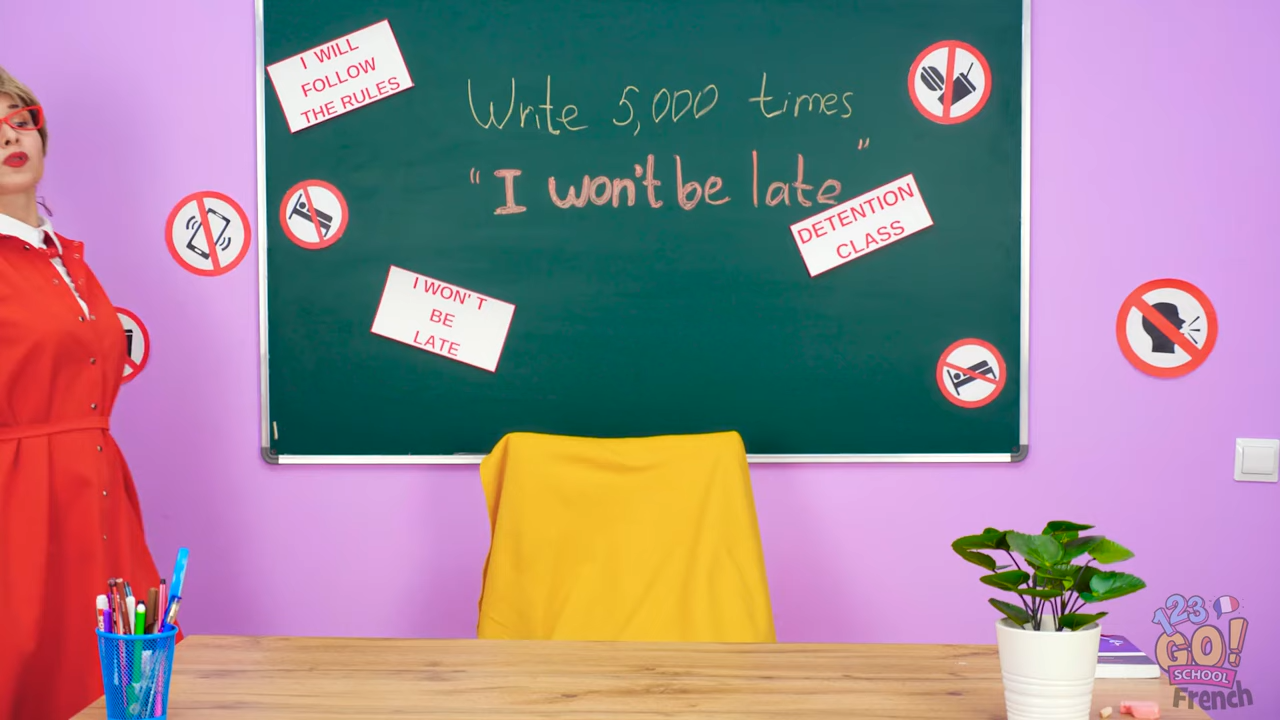 I WILL
FOLLOW
THE RULES
Write 5,000 times
"I won't be late"
DETENTION
CLASS
I WON'T
BE
LATE
123
GO!
SCHOOL
French